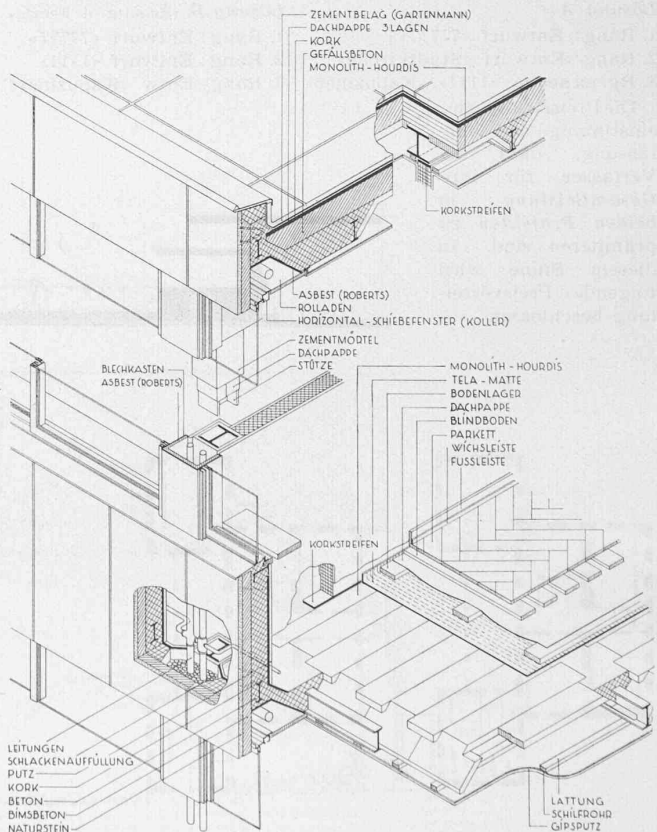 ZEMENTBELAG (GARTENMANN)
DACHPAPPE 3 LAGEN
KORK
GEFÄLLSBETON
MONOLITH-HOURDIS
KORKSTREIFEN
ASBEST (ROBERTS)
ROLLADEN
HORIZONTAL-SCHIEBEFENSTER (KOLLER)
ZEMENTMÖRTEL
DACHPAPPE
STÜTZE
BLECHKASTEN
ASBEST (ROBERTS)
MONOLITH-HOURDIS
TELA-MATTE
BODENLAGER
DACHPAPPE
BLINDBODEN
PARKETT
WICHSLEISTE
FUSSLEISTE
KORKSTREIFEN
LEITUNGEN
SCHLACKENAUFFÜLLUNG
PUTZ
KORK
BETON
BIMSBETON
NATURSTEIN
LATTUNG
SCHILFROHR
GIPSPUTZ